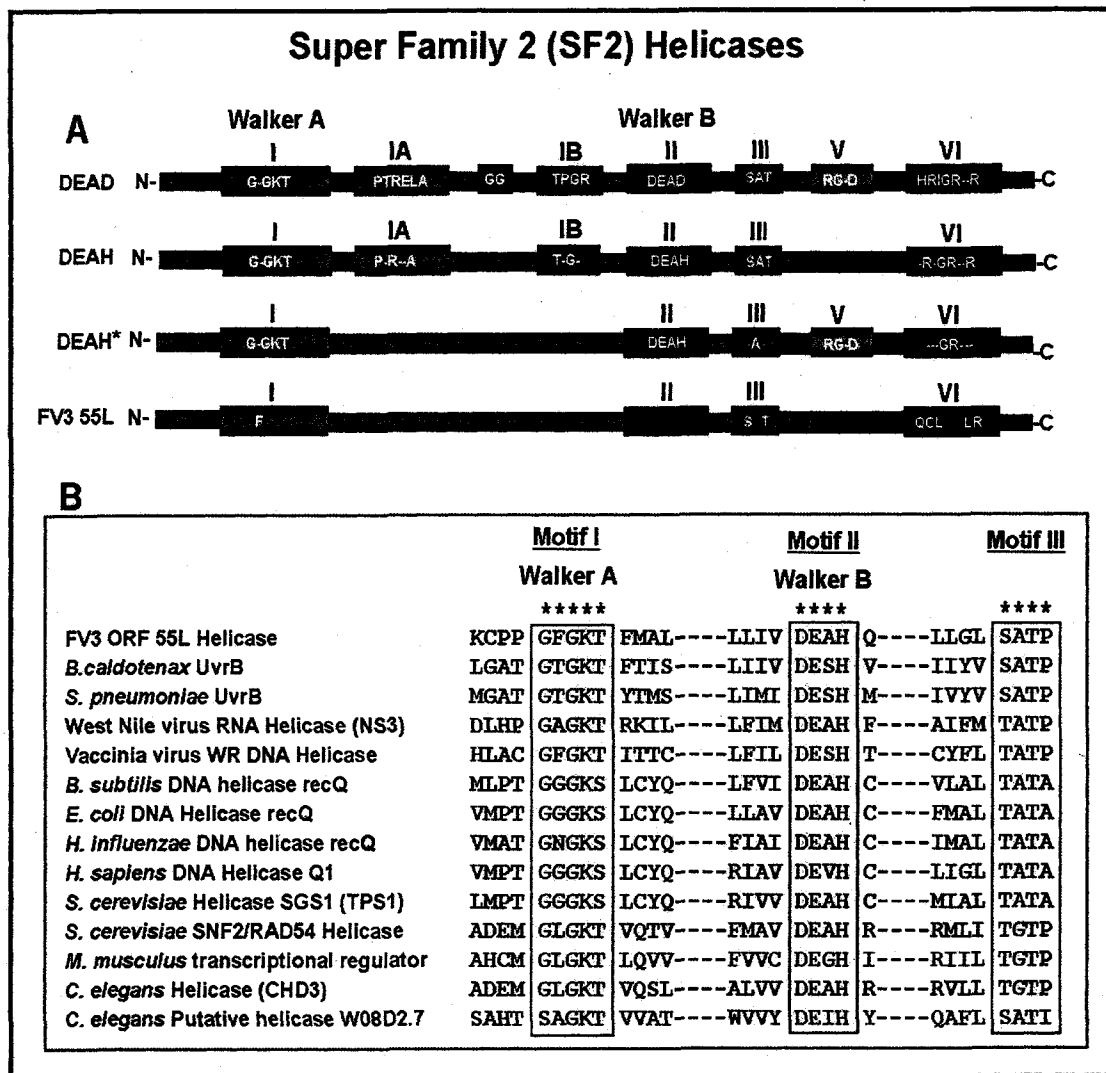 Super Family 2 (SF2) Helicases
A
Walker A Walker B
I IA IB II III V VI
DEAD N- G-GKT PTRELA GG TPGR DEAD SAT RG-D HRIGR--R -C
I IA IB II III VI
DEAH N- G-GKT P-R--A T-G- DEAH SAT -R-GR--R -C
I II III V VI
DEAH* N- G-GKT DEAH -A- RG-D ---GR--- -C
I II III VI
FV3 55L N- F S T QCL LR -C
B
Motif I Motif II Motif III
Walker A Walker B
***** **** ****
FV3 ORF 55L Helicase KCPP GFGKT FMAL----LLIV DEAH Q----LLGL SATP
B.caldotenax UvrB LGAT GTGKT FTIS----LIIV DESH V----IIYV SATP
S. pneumoniae UvrB MGAT GTGKT YTMS----LIMI DESH M----IVYV SATP
West Nile virus RNA Helicase (NS3) DLHP GAGKT RKIL----LFIM DEAH F----AIFM TATP
Vaccinia virus WR DNA Helicase HLAC GFGKT ITTC----LFIL DESH T----CYFL TATP
B. subtilis DNA helicase recQ MLPT GGGKS LCYQ----LFVI DEAH C----VLAL TATA
E. coli DNA Helicase recQ VMPT GGGKS LCYQ----LLAV DEAH C----FMAL TATA
H. influenzae DNA helicase recQ VMAT GNGKS LCYQ----FIAI DEAH C----IMAL TATA
H. sapiens DNA Helicase Q1 VMPT GGGKS LCYQ----RIAV DEVH C----LIGL TATA
S. cerevisiae Helicase SGS1 (TPS1) LMPT GGGKS LCYQ----RIVV DEAH C----MIAL TATA
S. cerevisiae SNF2/RAD54 Helicase ADEM GLGKT VQTV----FMAV DEAH R----RMLI TGTP
M. musculus transcriptional regulator AHCM GLGKT LQVV----FVVC DEGH I----RIIL TGTP
C. elegans Helicase (CHD3) ADEM GLGKT VQSL----ALVV DEAH R----RVLL TGTP
C. elegans Putative helicase W08D2.7 SAHT SAGKT VVAT----WVVY DEIH Y----QAFL SATI